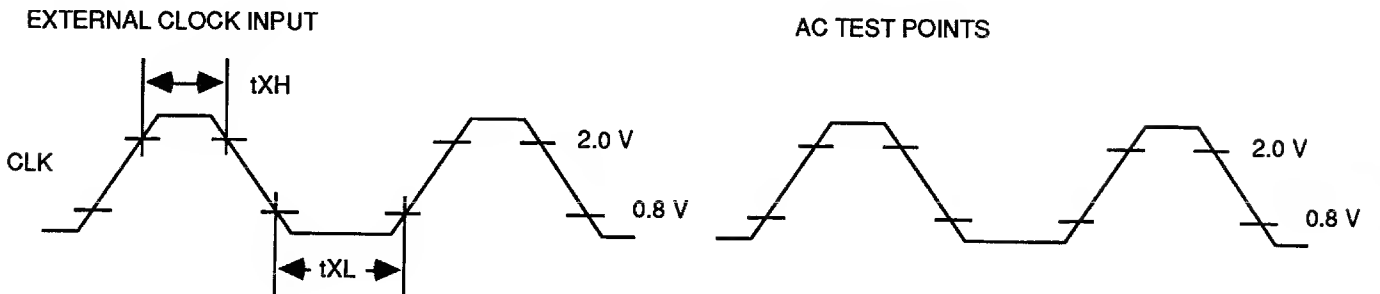 EXTERNAL CLOCK INPUT
AC TEST POINTS
tXH
CLK
2.0 V
0.8 V
tXL
2.0 V
0.8 V